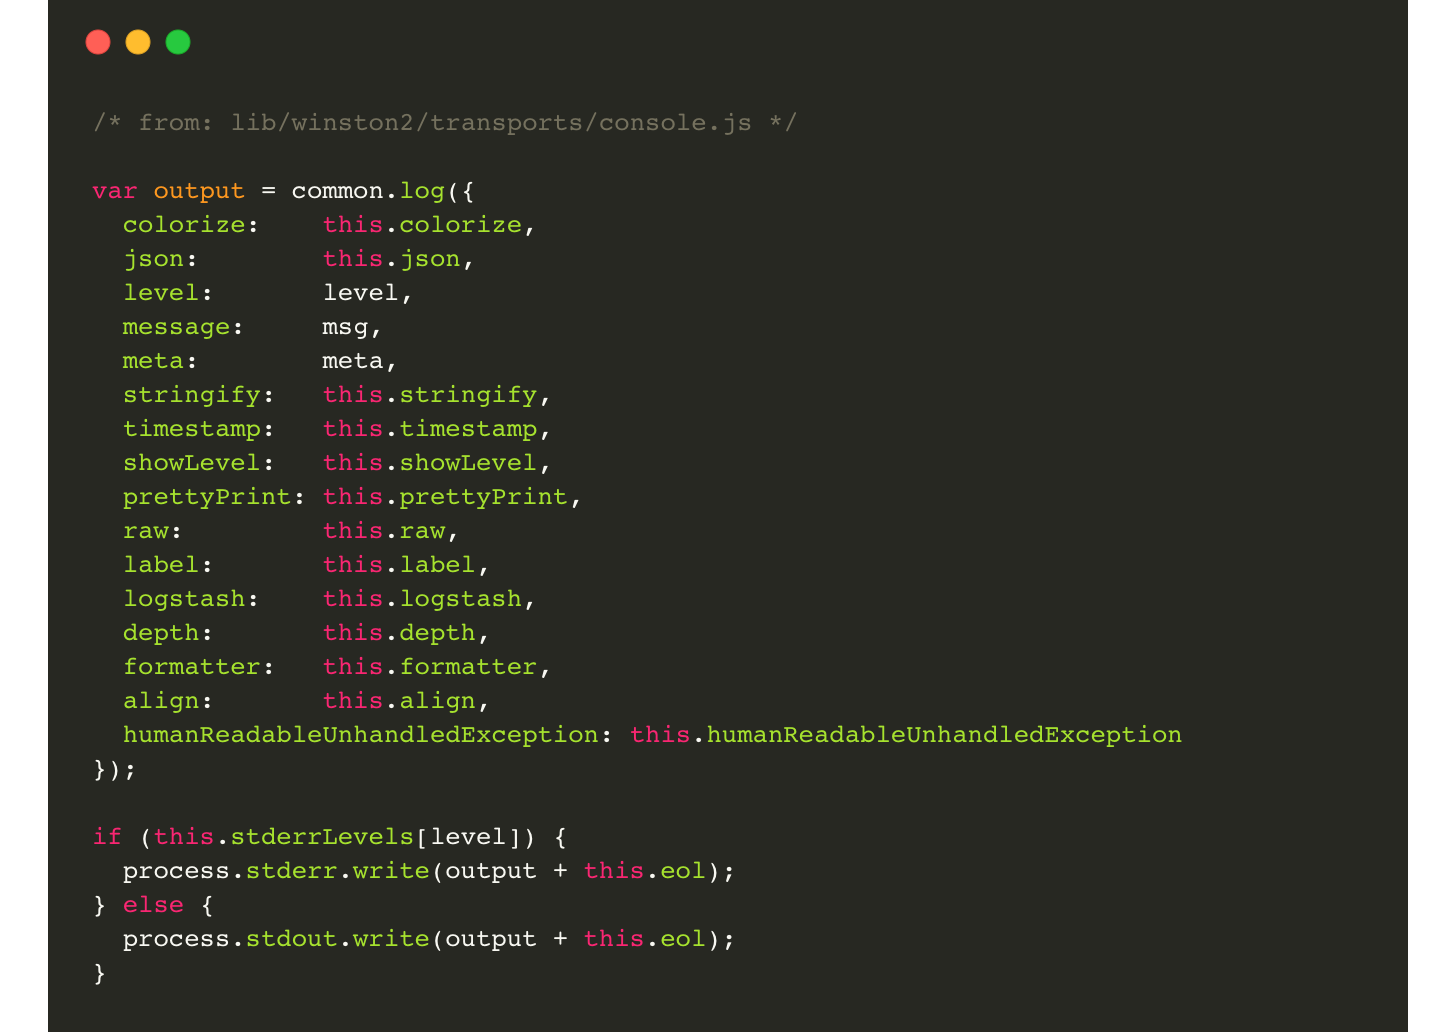 /* from: lib/winston2/transports/console.js */
var output = common.log({
  colorize:    this.colorize,
  json:        this.json,
  level:       level,
  message:     msg,
  meta:        meta,
  stringify:   this.stringify,
  timestamp:   this.timestamp,
  showLevel:   this.showLevel,
  prettyPrint: this.prettyPrint,
  raw:         this.raw,
  label:       this.label,
  logstash:    this.logstash,
  depth:       this.depth,
  formatter:   this.formatter,
  align:       this.align,
  humanReadableUnhandledException: this.humanReadableUnhandledException
});
if (this.stderrLevels[level]) {
  process.stderr.write(output + this.eol);
} else {
  process.stdout.write(output + this.eol);
}